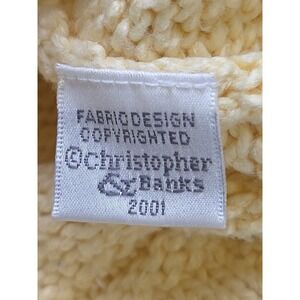 FABRIC DESIGN
COPYRIGHTED
©Christopher
& Banks
2001